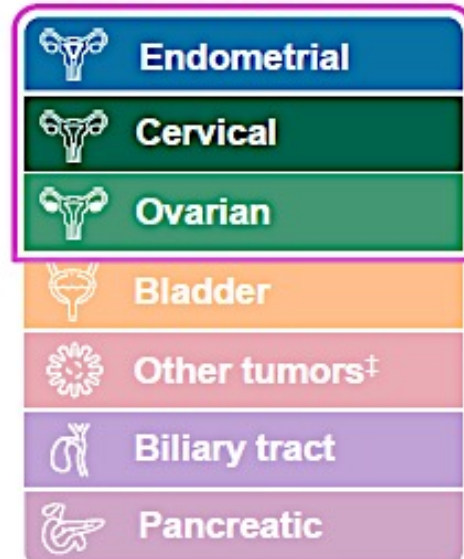 Endometrial
Cervical
Ovarian
Bladder
Other tumors‡
Biliary tract
Pancreatic